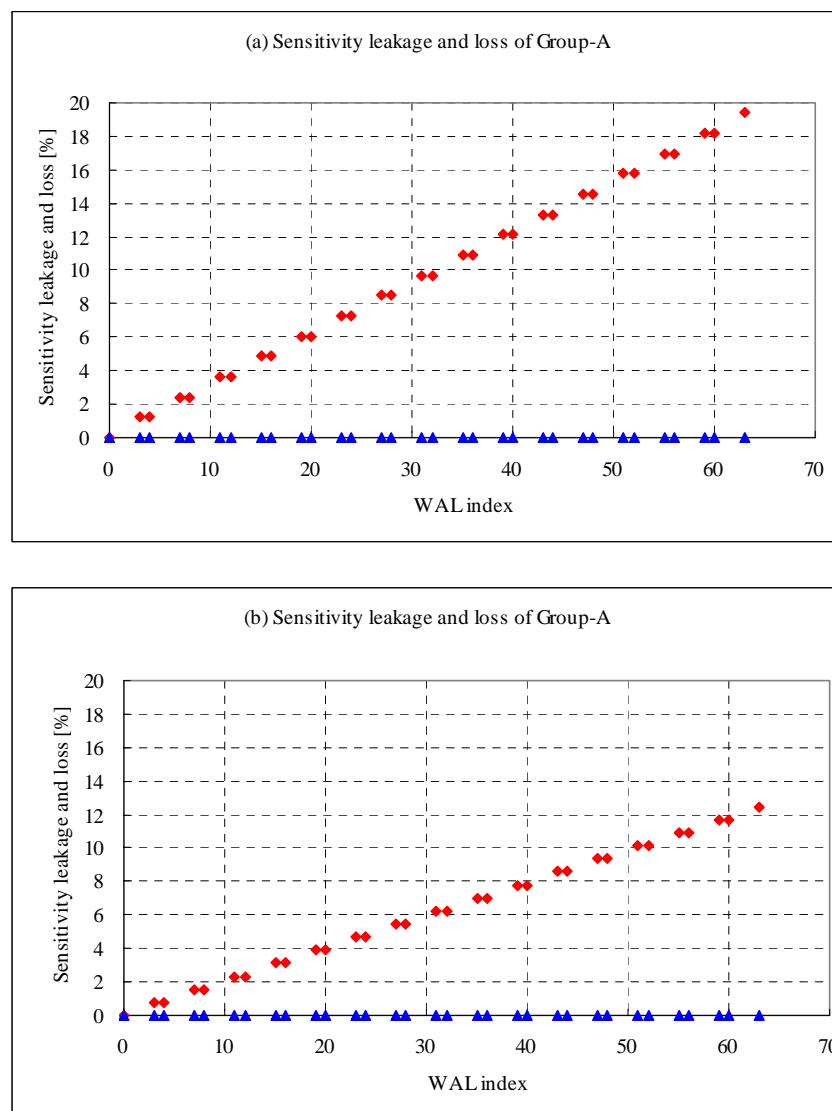 (a) Sensitivity leakage and loss of Group-A
Sensitivity leakage and loss [%]
20
18
16
14
12
10
8
6
4
2
0
0 10 20 30 40 50 60 70
WAL index
(b) Sensitivity leakage and loss of Group-A
Sensitivity leakage and loss [%]
20
18
16
14
12
10
8
6
4
2
0
0 10 20 30 40 50 60 70
WAL index